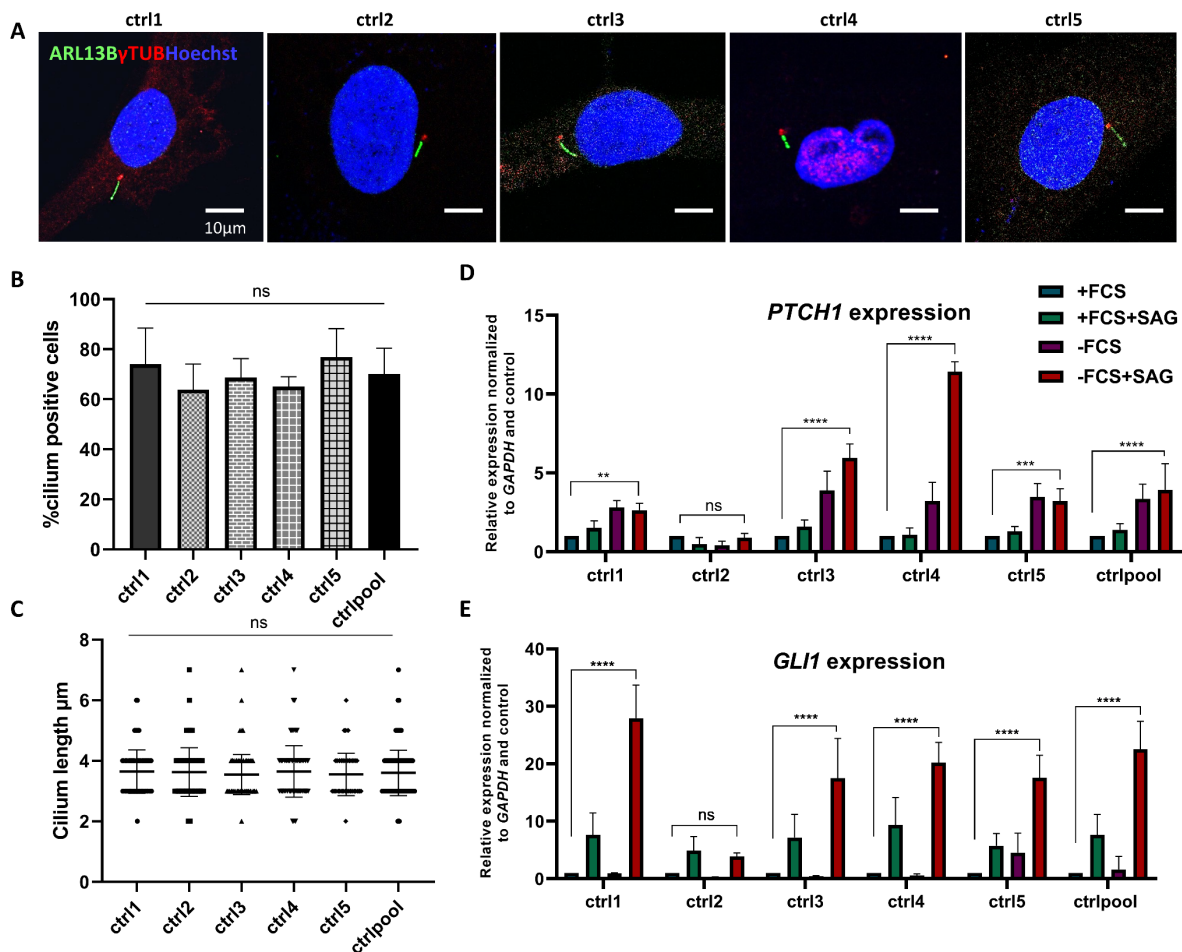 A
ctrl1
ctrl2
ctrl3
ctrl4
ctrl5
ARL13BγTUBHoechst
10µm
B
%cilium positive cells
100
80
60
40
20
0
ns
ctrl1
ctrl2
ctrl3
ctrl4
ctrl5
ctrlpool
C
Cilium length µm
8
6
4
2
0
ns
ctrl1
ctrl2
ctrl3
ctrl4
ctrl5
ctrlpool
D
PTCH1 expression
+FCS
+FCS+SAG
-FCS
-FCS+SAG
Relative expression normalized
to GAPDH and control
15
10
5
0
**
ns
****
****
***
****
ctrl1
ctrl2
ctrl3
ctrl4
ctrl5
ctrlpool
E
GLI1 expression
Relative expression normalized
to GAPDH and control
40
30
20
10
0
****
ns
****
****
****
****
ctrl1
ctrl2
ctrl3
ctrl4
ctrl5
ctrlpool